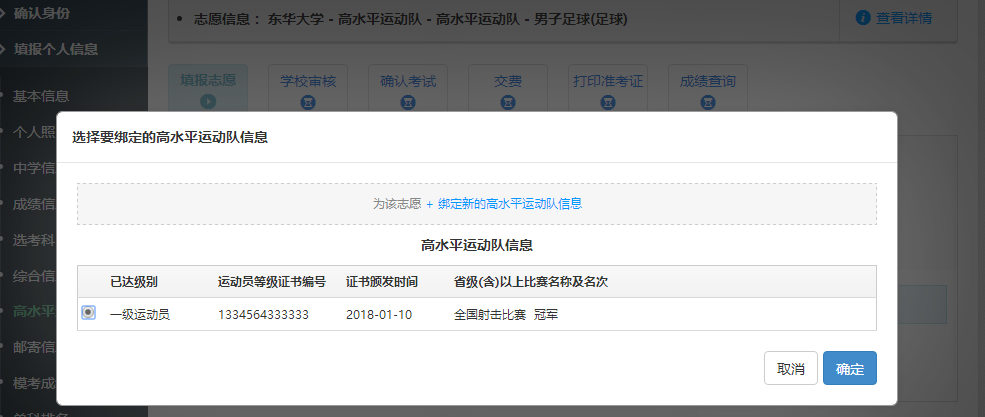 确认身份
• 志愿信息： 东华大学 - 高水平运动队 - 高水平运动队 - 男子足球(足球)
查看详情
填报个人信息
填报志愿
学校审核
确认考试
交费
打印准考证
成绩查询
基本信息
个人照
中学信
成绩信
选考科
综合信
高水平
邮寄信
模考成
选择要绑定的高水平运动队信息
为该志愿 + 绑定新的高水平运动队信息
高水平运动队信息
已达级别 运动员等级证书编号 证书颁发时间 省级(含)以上比赛名称及名次
一级运动员 1334564333333 2018-01-10 全国射击比赛 冠军
取消
确定